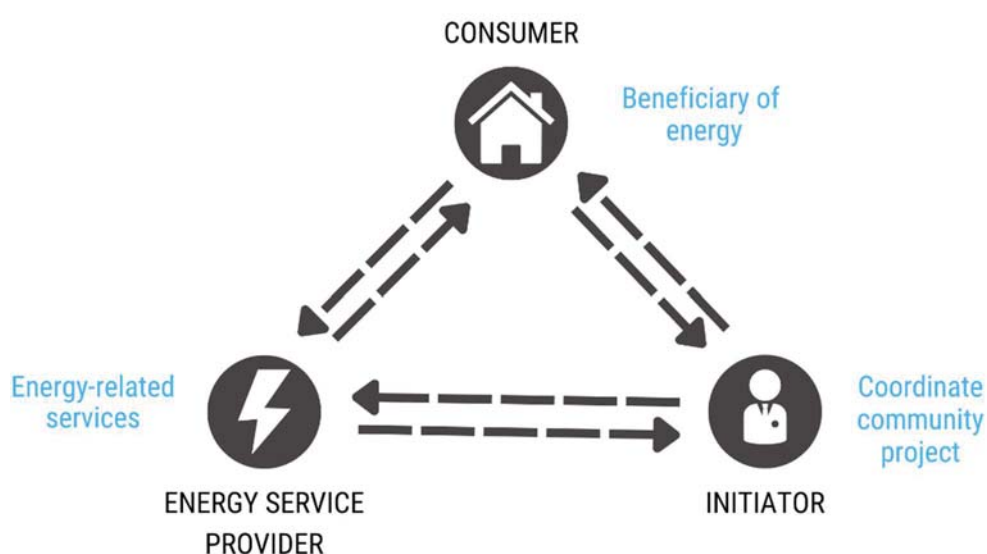 CONSUMER
Beneficiary of
energy
Energy-related
services
Coordinate
community
project
ENERGY SERVICE
PROVIDER
INITIATOR